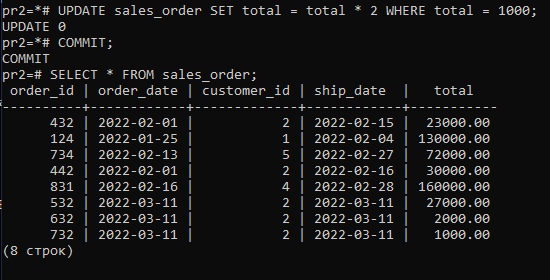 pr2=*# UPDATE sales_order SET total = total * 2 WHERE total = 1000;
UPDATE 0
pr2=*# COMMIT;
COMMIT
pr2=# SELECT * FROM sales_order;
 order_id | order_date | customer_id | ship_date  |   total
----------+------------+-------------+------------+-----------
      432 | 2022-02-01 |           2 | 2022-02-15 |  23000.00
      124 | 2022-01-25 |           1 | 2022-02-04 | 130000.00
      734 | 2022-02-13 |           5 | 2022-02-27 |  72000.00
      442 | 2022-02-01 |           2 | 2022-02-16 |  30000.00
      831 | 2022-02-16 |           4 | 2022-02-28 | 160000.00
      532 | 2022-03-11 |           2 | 2022-03-11 |  27000.00
      632 | 2022-03-11 |           2 | 2022-03-11 |   2000.00
      732 | 2022-03-11 |           2 | 2022-03-11 |   1000.00
(8 строк)